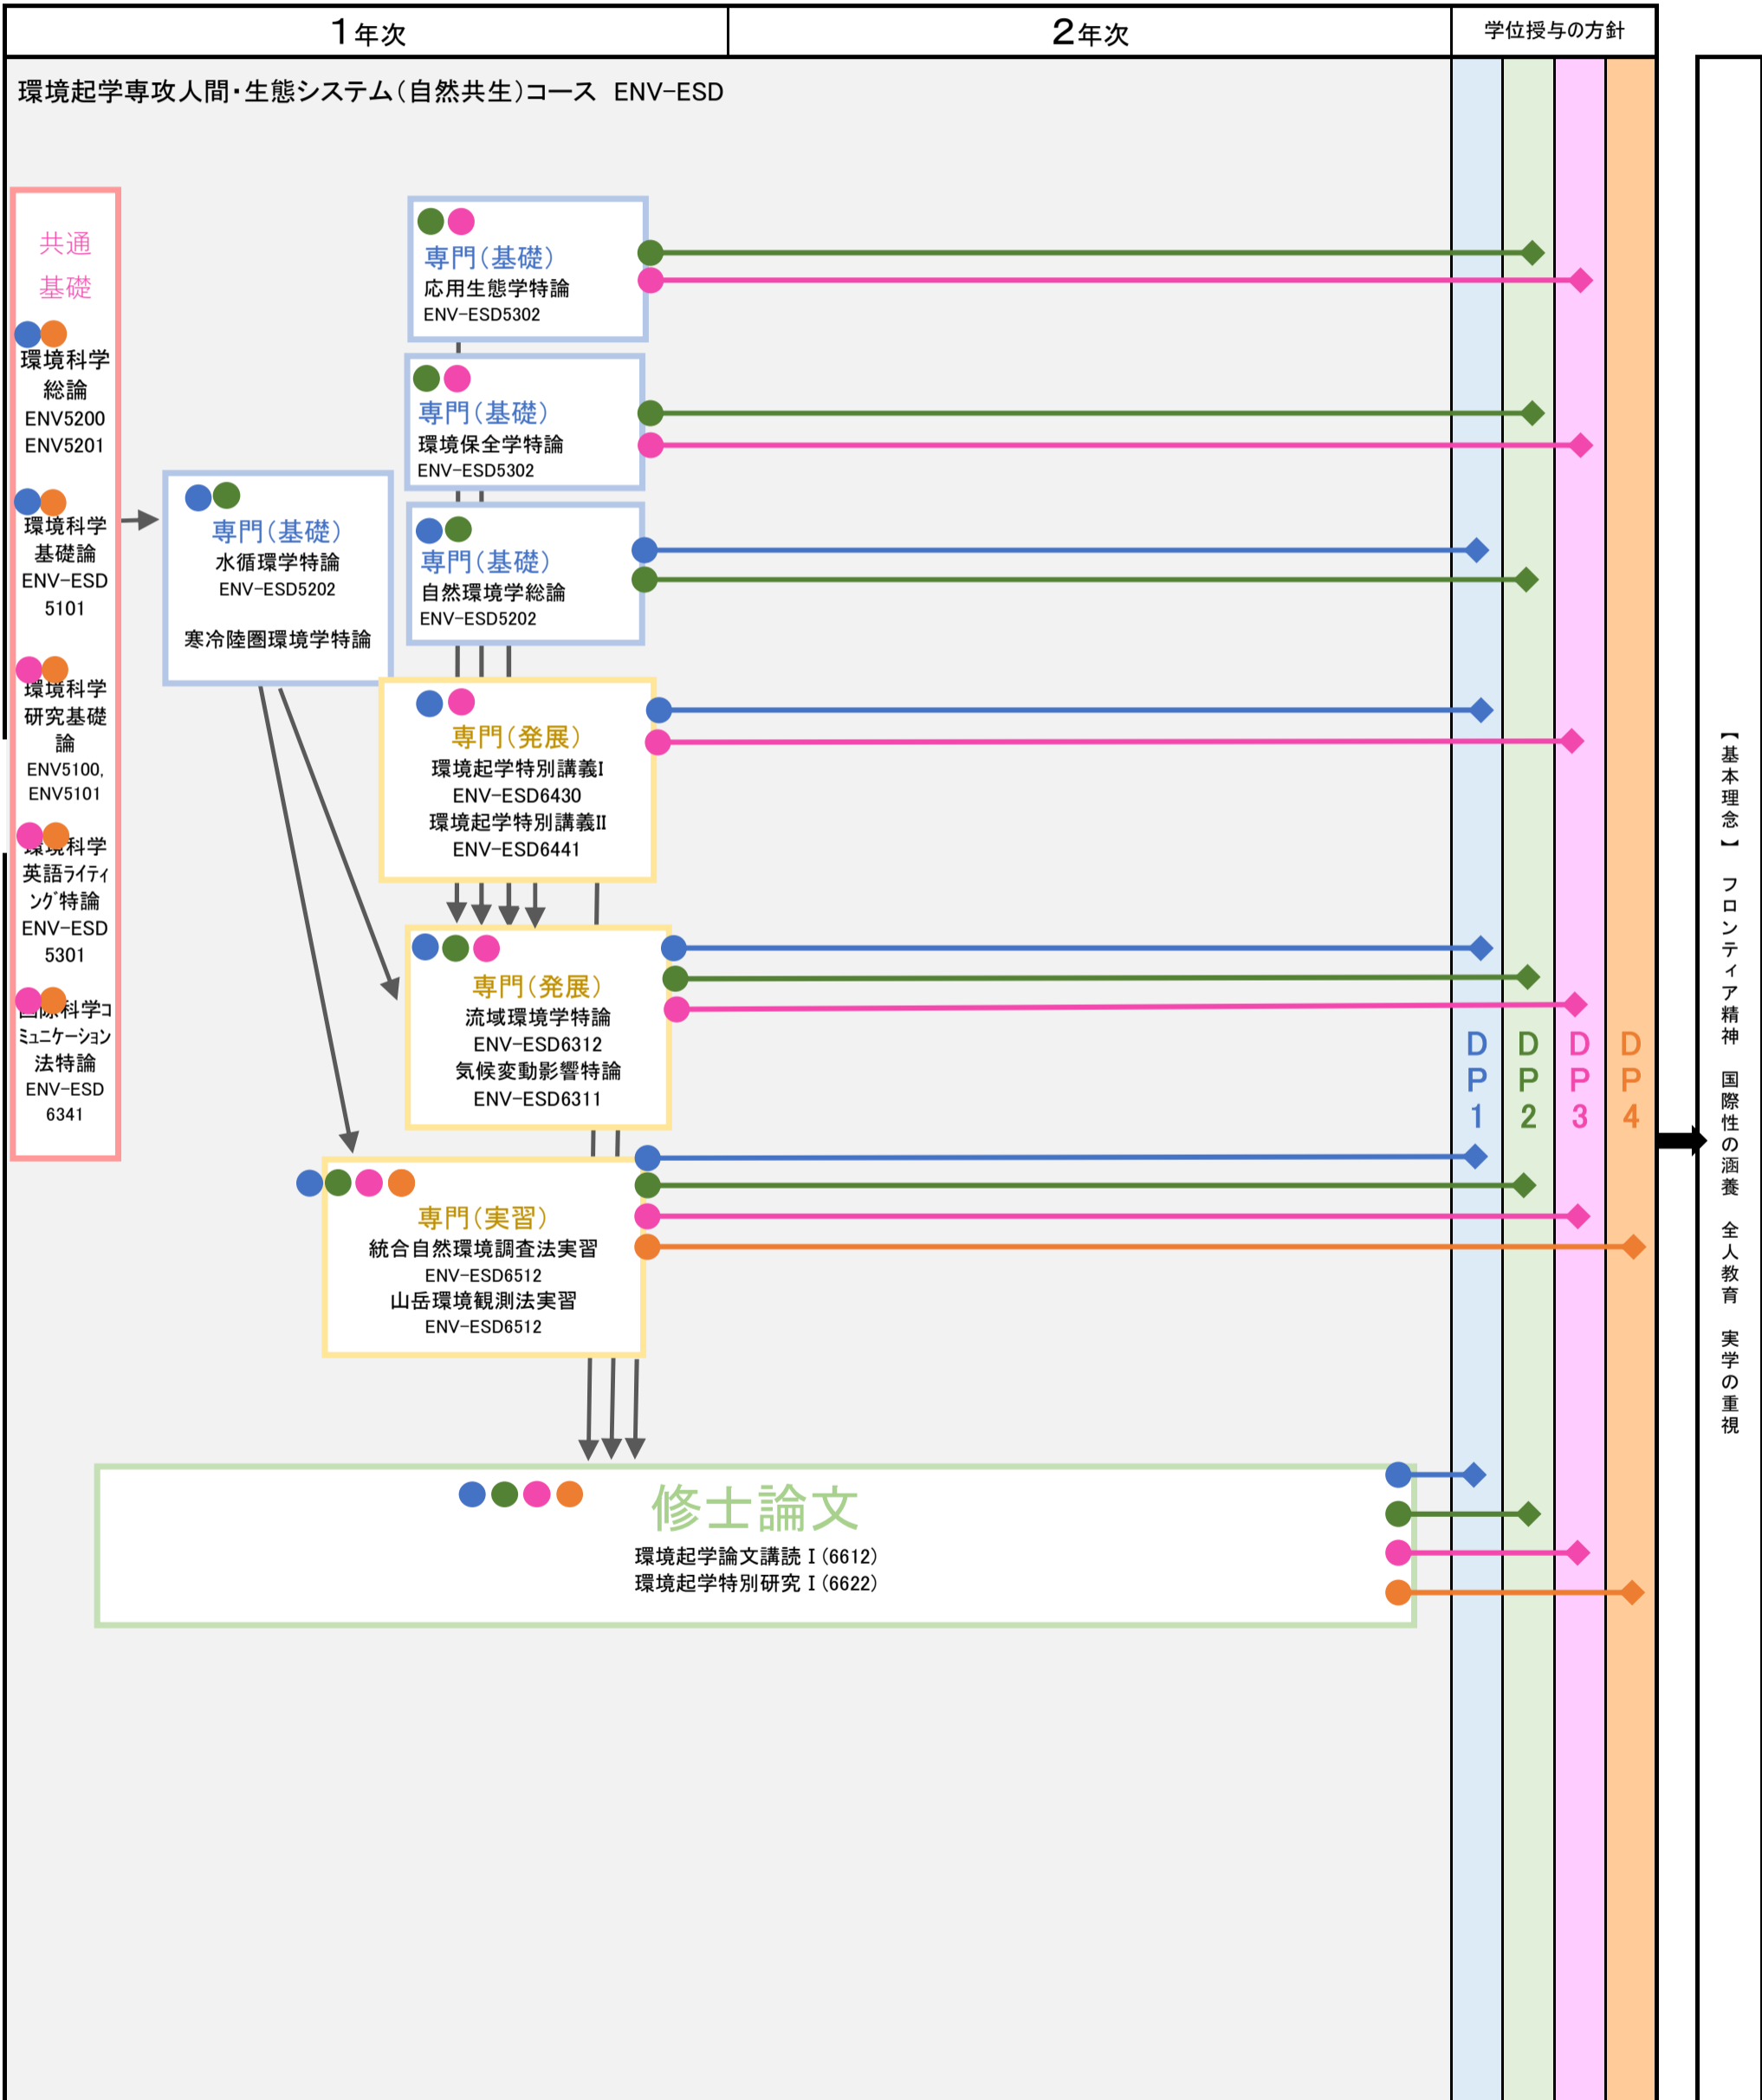 1年次
2年次
学位授与の方針
環境起学専攻人間・生態システム(自然共生)コース ENV-ESD
共通
基礎
環境科学
総論
ENV5200
ENV5201
環境科学
基礎論
ENV-ESD
5101
環境科学
研究基礎
論
ENV5100,
ENV5101
環境科学
英語ライティ
ング特論
ENV-ESD
5301
国際科学コ
ミュニケーション
法特論
ENV-ESD
6341
専門(基礎)
水循環学特論
ENV-ESD5202
寒冷陸圏環境学特論
専門(基礎)
応用生態学特論
ENV-ESD5302
専門(基礎)
環境保全学特論
ENV-ESD5302
専門(基礎)
自然環境学総論
ENV-ESD5202
専門(発展)
環境起学特別講義I
ENV-ESD6430
環境起学特別講義II
ENV-ESD6441
専門(発展)
流域環境学特論
ENV-ESD6312
気候変動影響特論
ENV-ESD6311
専門(実習)
統合自然環境調査法実習
ENV-ESD6512
山岳環境観測法実習
ENV-ESD6512
修士論文
環境起学論文講読 I (6612)
環境起学特別研究 I (6622)
DP1
DP2
DP3
DP4
【基本理念】 フロンティア精神 国際性の涵養 全人教育 実学の重視